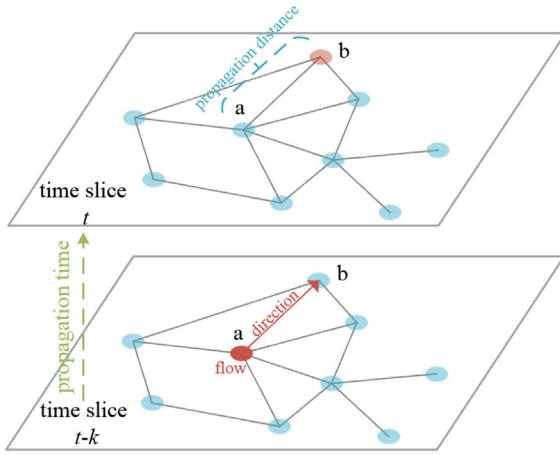 propagation distance
b
a
time slice
t
propagation time
b
a
direction
flow
time slice
t-k